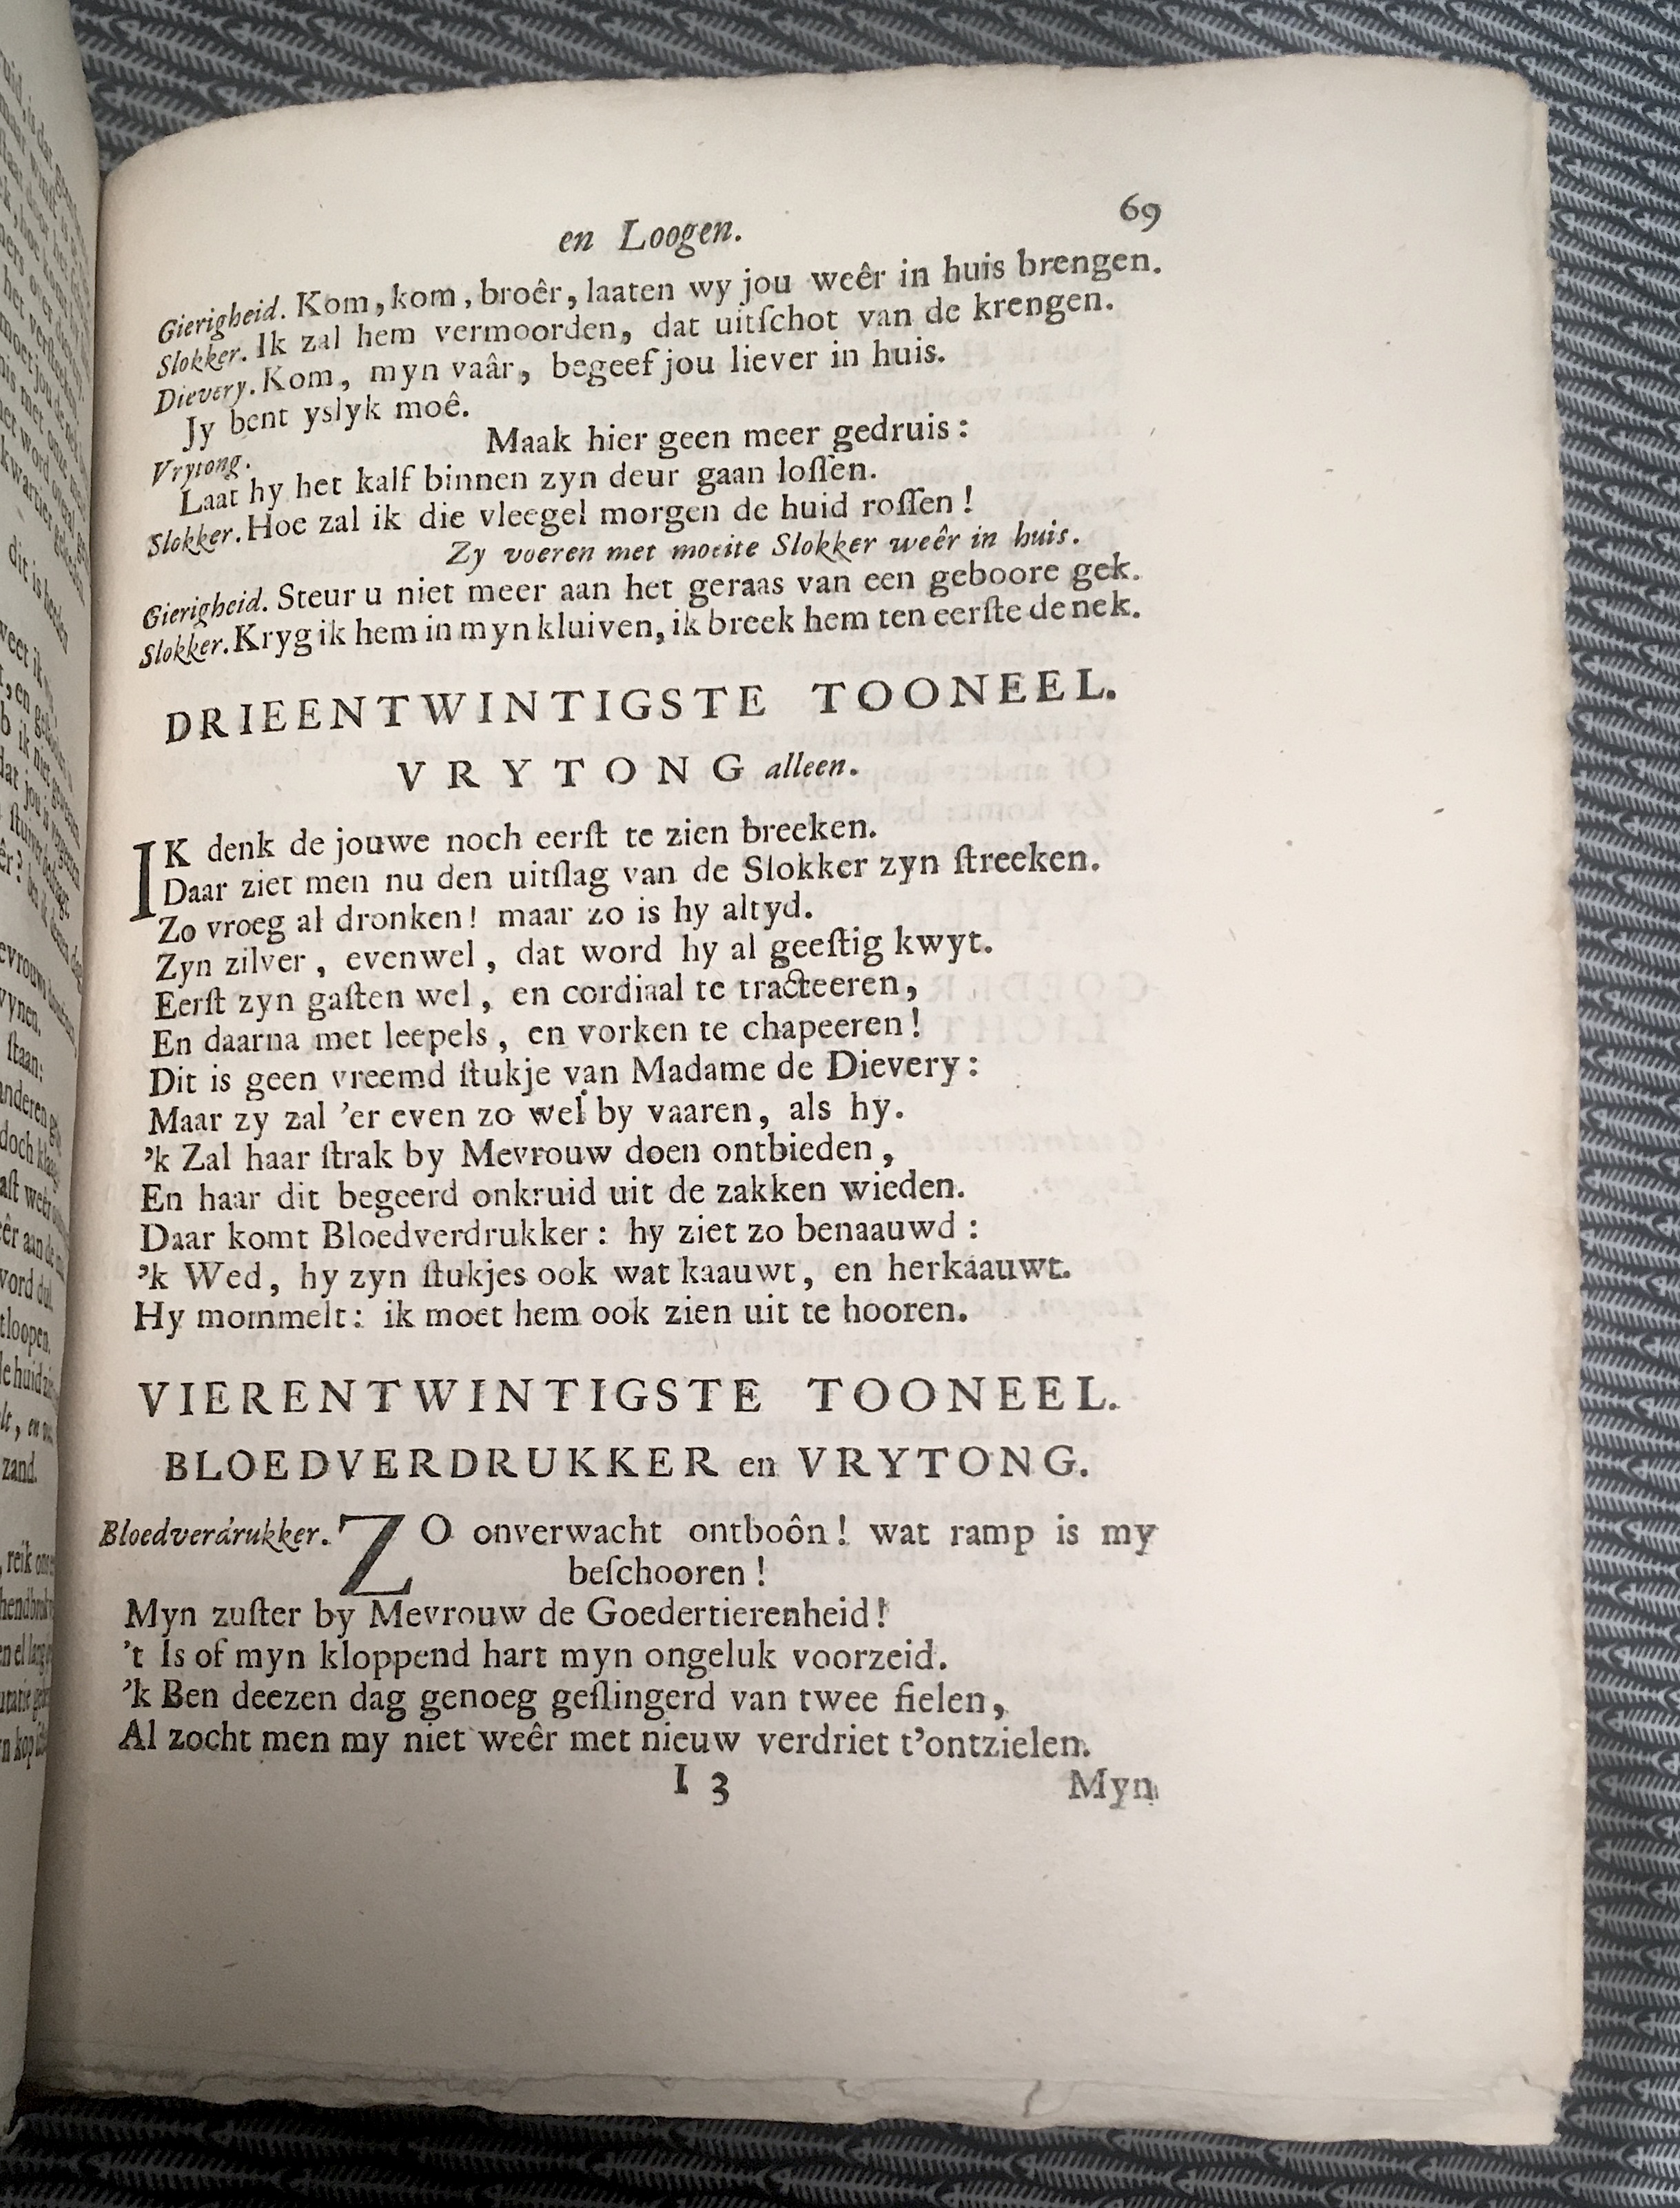 en Loogen. 69
Gierigheid. Kom, kom, broêr, laaten wy jou weêr in huis brengen.
Slokker. Ik zal hem vermoorden, dat uitſchot van de krengen.
Dievery. Kom, myn vaâr, begeef jou liever in huis.
Jy bent yslyk moê.
Vrytong. Maak hier geen meer gedruis:
Laat hy het kalf binnen zyn deur gaan loſſen.
Slokker. Hoe zal ik die vleegel morgen de huid roſſen!
Zy voeren met moeite Slokker weêr in huis.
Gierigheid. Steur u niet meer aan het geraas van een geboore gek.
Slokker. Kryg ik hem in myn kluiven, ik breek hem ten eerſte de nek.
DRIEENTWINTIGSTE TOONEEL.
VRYTONG alleen.
IK denk de jouwe noch eerſt te zien breeken.
Daar ziet men nu den uitſlag van de Slokker zyn ſtreeken.
Zo vroeg al dronken! maar zo is hy altyd.
Zyn zilver, evenwel, dat word hy al geeſtig kwyt.
Eerſt zyn gaſten wel, en cordiaal te tracteeren,
En daarna met leepels, en vorken te chapeeren!
Dit is geen vreemd ſtukje van Madame de Dievery:
Maar zy zal 'er even zo wel by vaaren, als hy.
'k Zal haar ſtrak by Mevrouw doen ontbieden,
En haar dit begeerd onkruid uit de zakken wieden.
Daar komt Bloedverdrukker: hy ziet zo benaauwd:
'k Wed, hy zyn ſtukjes ook wat kaauwt, en herkaauwt.
Hy mommelt: ik moet hem ook zien uit te hooren.
VIERENTWINTIGSTE TOONEEL.
BLOEDVERDRUKKER en VRYTONG.
Bloedverdrukker. ZO onverwacht ontboôn! wat ramp is my
beſchooren!
Myn zuſter by Mevrouw de Goedertierenheid!
't Is of myn kloppend hart myn ongeluk voorzeid.
'k Ben deezen dag genoeg geſlingerd van twee fielen,
Al zocht men my niet weêr met nieuw verdriet t'ontzielen.
I 3 Myn